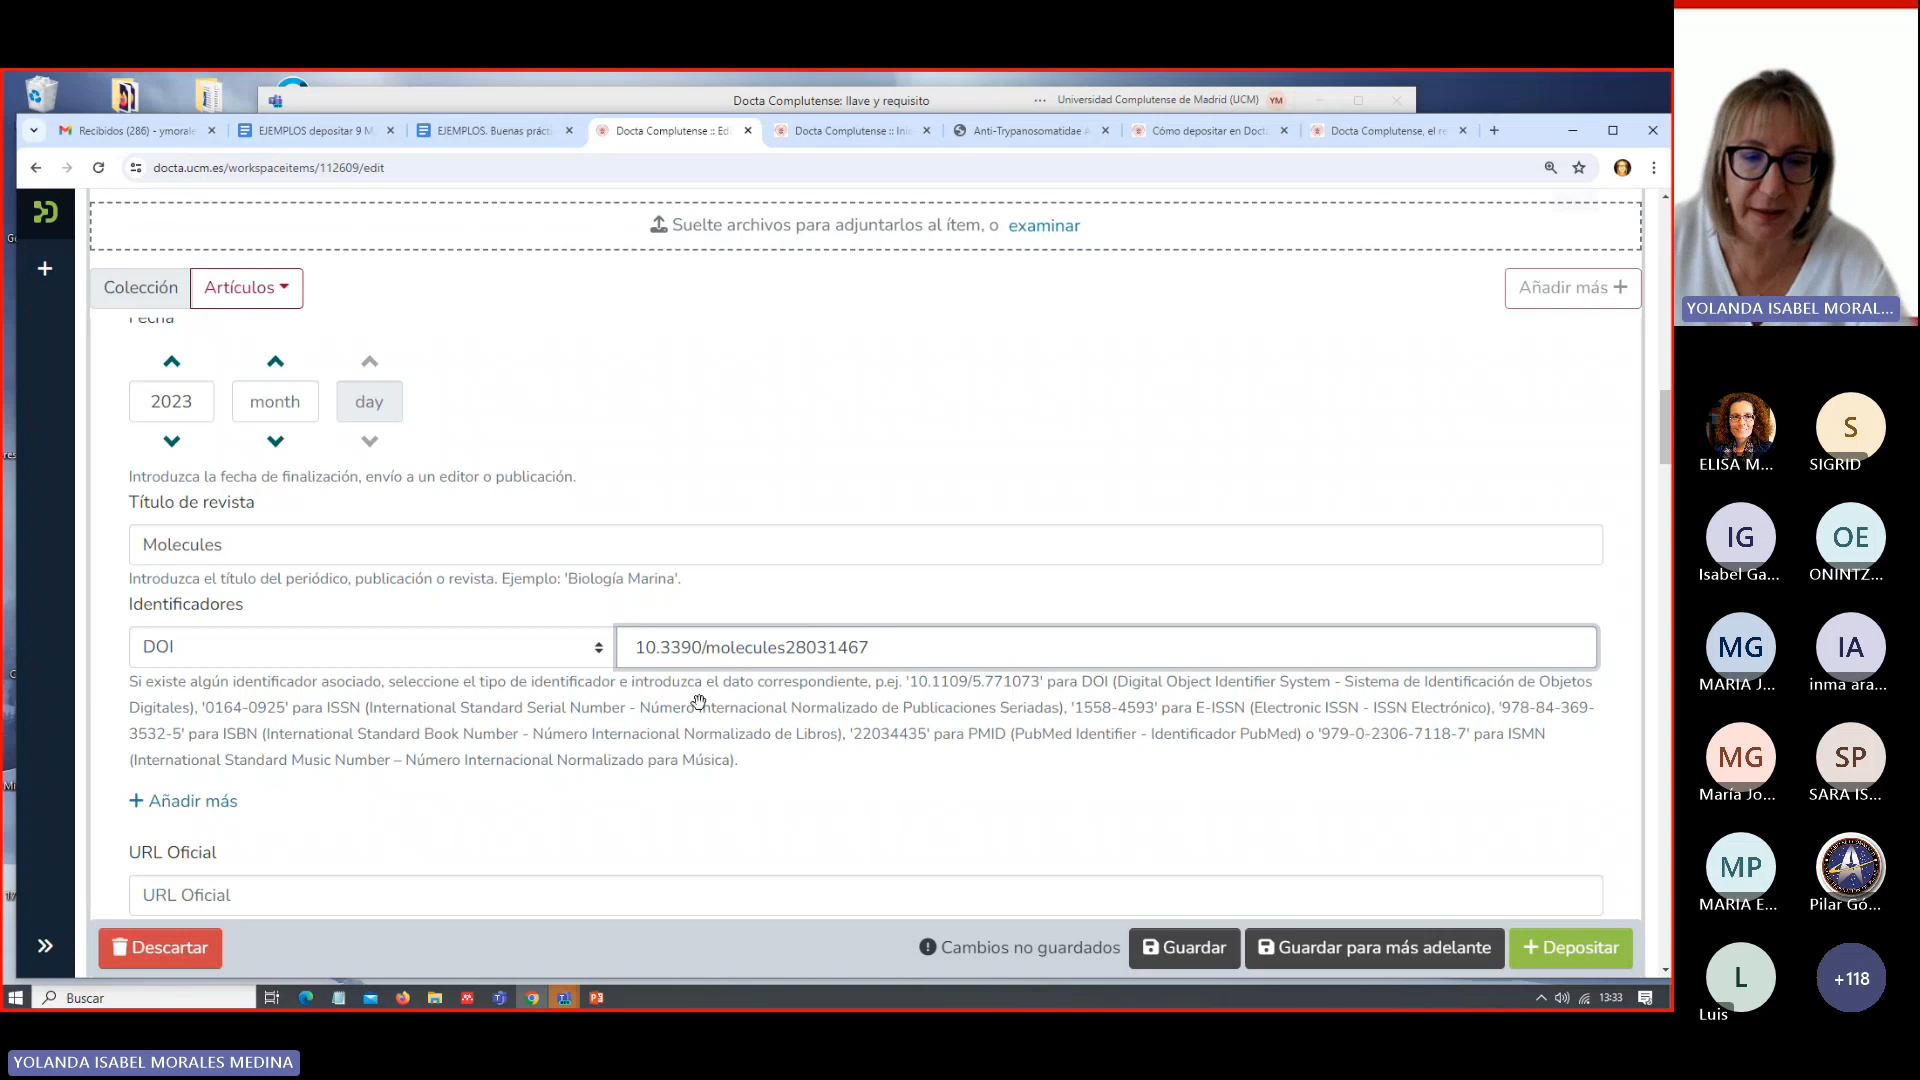 Docta Complutense: llave y requisito
Universidad Complutense de Madrid (UCM)
YM
Recibidos (286) - ymorale
EJEMPLOS depositar 9 M
EJEMPLOS. Buenas práct
Docta Complutense :: Ed
Docta Complutense :: Ini
Anti-Trypanosomatidae A
Cómo depositar en Doct
Docta Complutense, el re
docta.ucm.es/workspaceitems/112609/edit
Suelte archivos para adjuntarlos al ítem, o examinar
Colección
Artículos
Añadir más +
Fecha
2023
month
day
Introduzca la fecha de finalización, envío a un editor o publicación.
Título de revista
Molecules
Introduzca el título del periódico, publicación o revista. Ejemplo: 'Biología Marina'.
Identificadores
DOI
10.3390/molecules28031467
Si existe algún identificador asociado, seleccione el tipo de identificador e introduzca el dato correspondiente, p.ej. '10.1109/5.771073' para DOI (Digital Object Identifier System - Sistema de Identificación de Objetos
Digitales), '0164-0925' para ISSN (International Standard Serial Number - Número Internacional Normalizado de Publicaciones Seriadas), '1558-4593' para E-ISSN (Electronic ISSN - ISSN Electrónico), '978-84-369-
3532-5' para ISBN (International Standard Book Number - Número Internacional Normalizado de Libros), '22034435' para PMID (PubMed Identifier - Identificador PubMed) o '979-0-2306-7118-7' para ISMN
(International Standard Music Number – Número Internacional Normalizado para Música).
+ Añadir más
URL Oficial
URL Oficial
Descartar
Cambios no guardados
Guardar
Guardar para más adelante
+ Depositar
Buscar
13:33
YOLANDA ISABEL MORALES MEDINA
YOLANDA ISABEL MORAL...
ELISA M...
S
SIGRID
IG
Isabel Ga...
OE
ONINTZ...
MG
MARIA J...
IA
inma ara...
MG
María Jo...
SP
SARA IS...
MP
MARIA E...
Pilar Gó...
L
Luis
+118